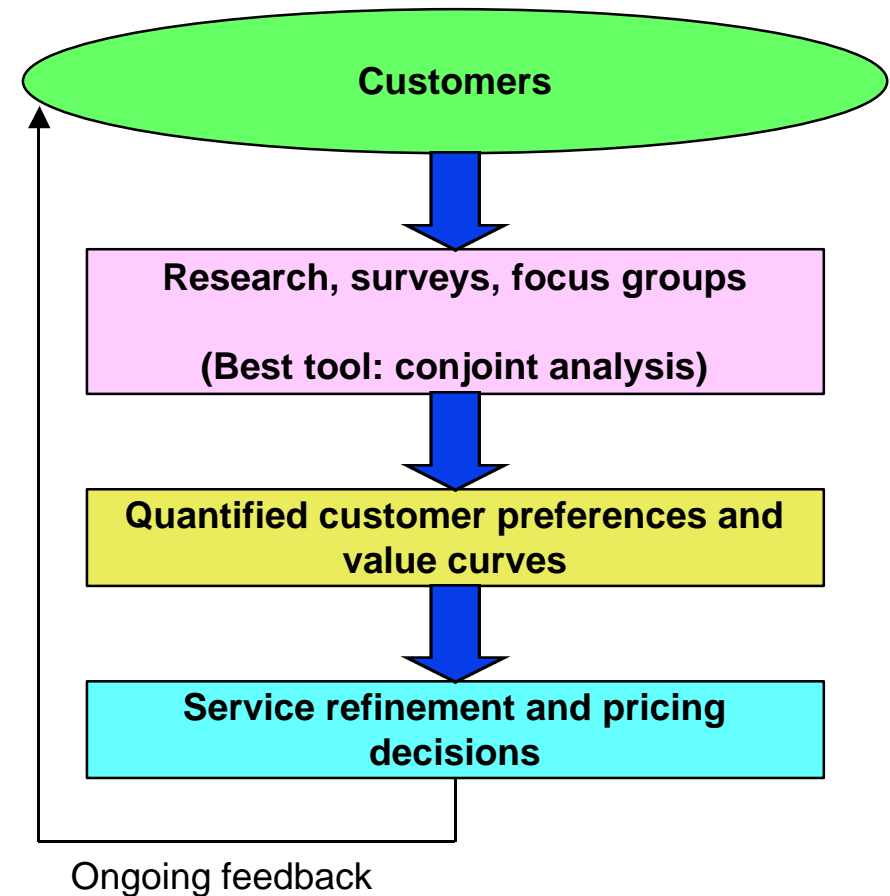 Customers
Research, surveys, focus groups
(Best tool: conjoint analysis)
Quantified customer preferences and
value curves
Service refinement and pricing
decisions
Ongoing feedback